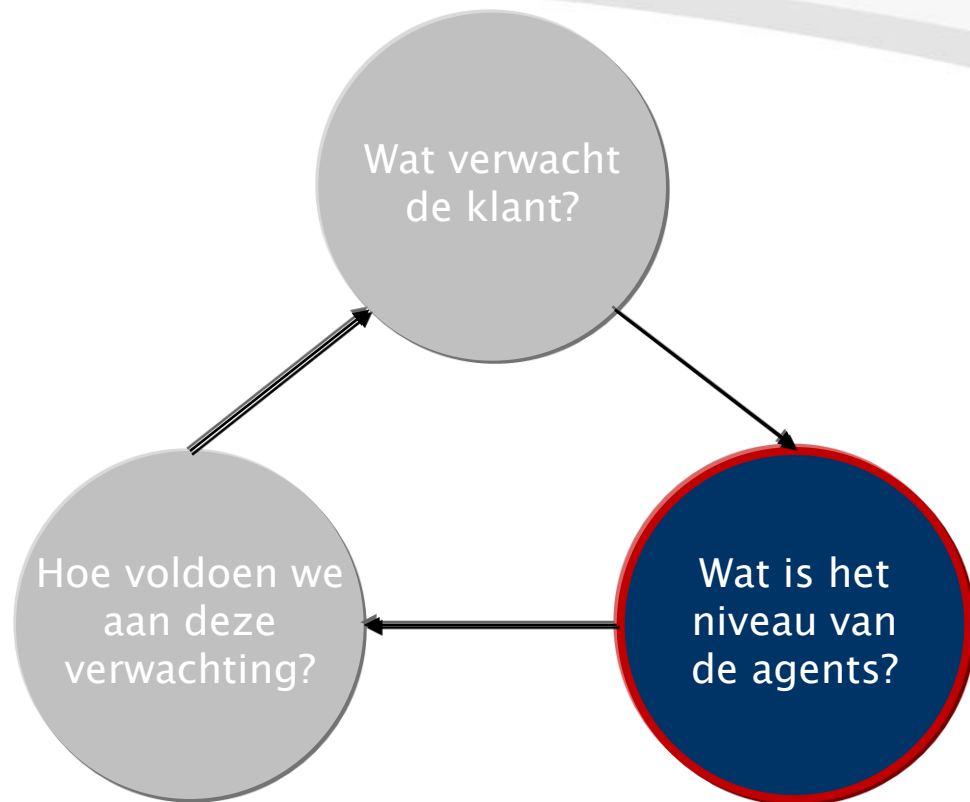 Wat verwacht
de klant?
Hoe voldoen we
aan deze
verwachting?
Wat is het
niveau van
de agents?